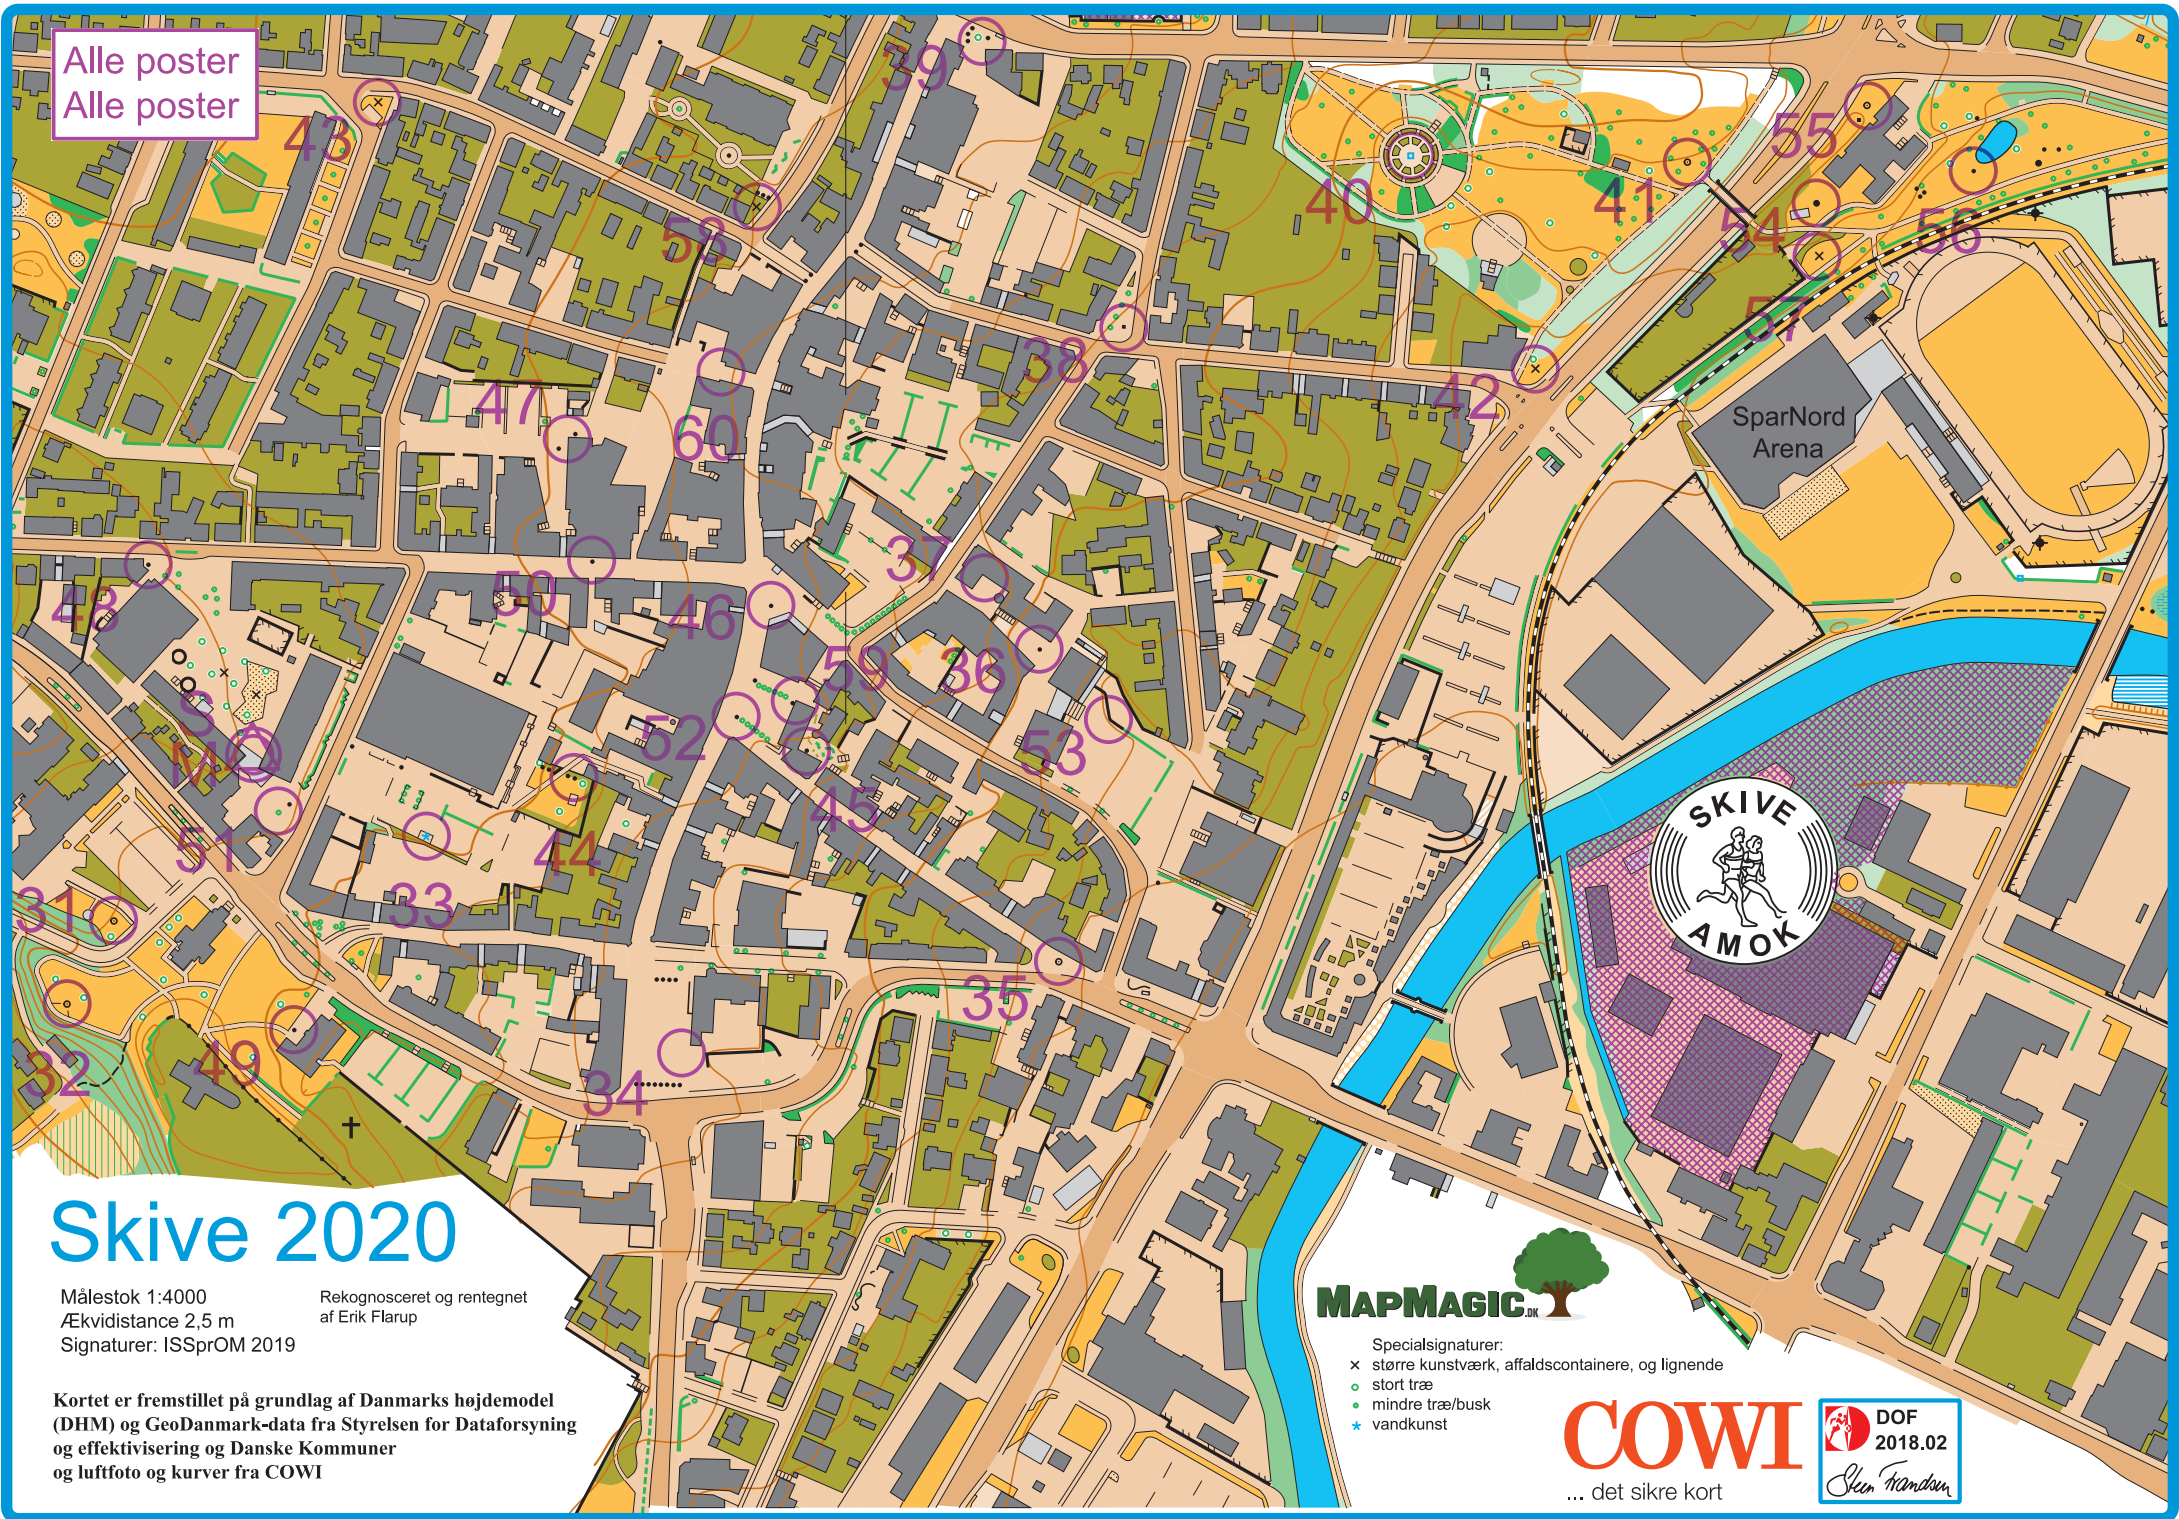 Alle poster
Alle poster
39
43
55
40
41
58
54
56
57
38
42
47
60
SparNord
Arena
37
48
50
46
36
59
S
M
52
53
51
45
44
33
31
35
32
49
34
SKIVE
AMOK
Skive 2020
Målestok 1:4000
Ækvidistance 2,5 m
Signaturer: ISSprOM 2019
Rekognosceret og rentegnet
af Erik Flarup
Kortet er fremstillet på grundlag af Danmarks højdemodel
(DHM) og GeoDanmark-data fra Styrelsen for Dataforsyning
og effektivisering og Danske Kommuner
og luftfoto og kurver fra COWI
MAPMAGIC.DK
Specialsignaturer:
større kunstværk, affaldscontainere, og lignende
stort træ
mindre træ/busk
vandkunst
COWI
... det sikre kort
DOF
2018.02
Steen Frandsen